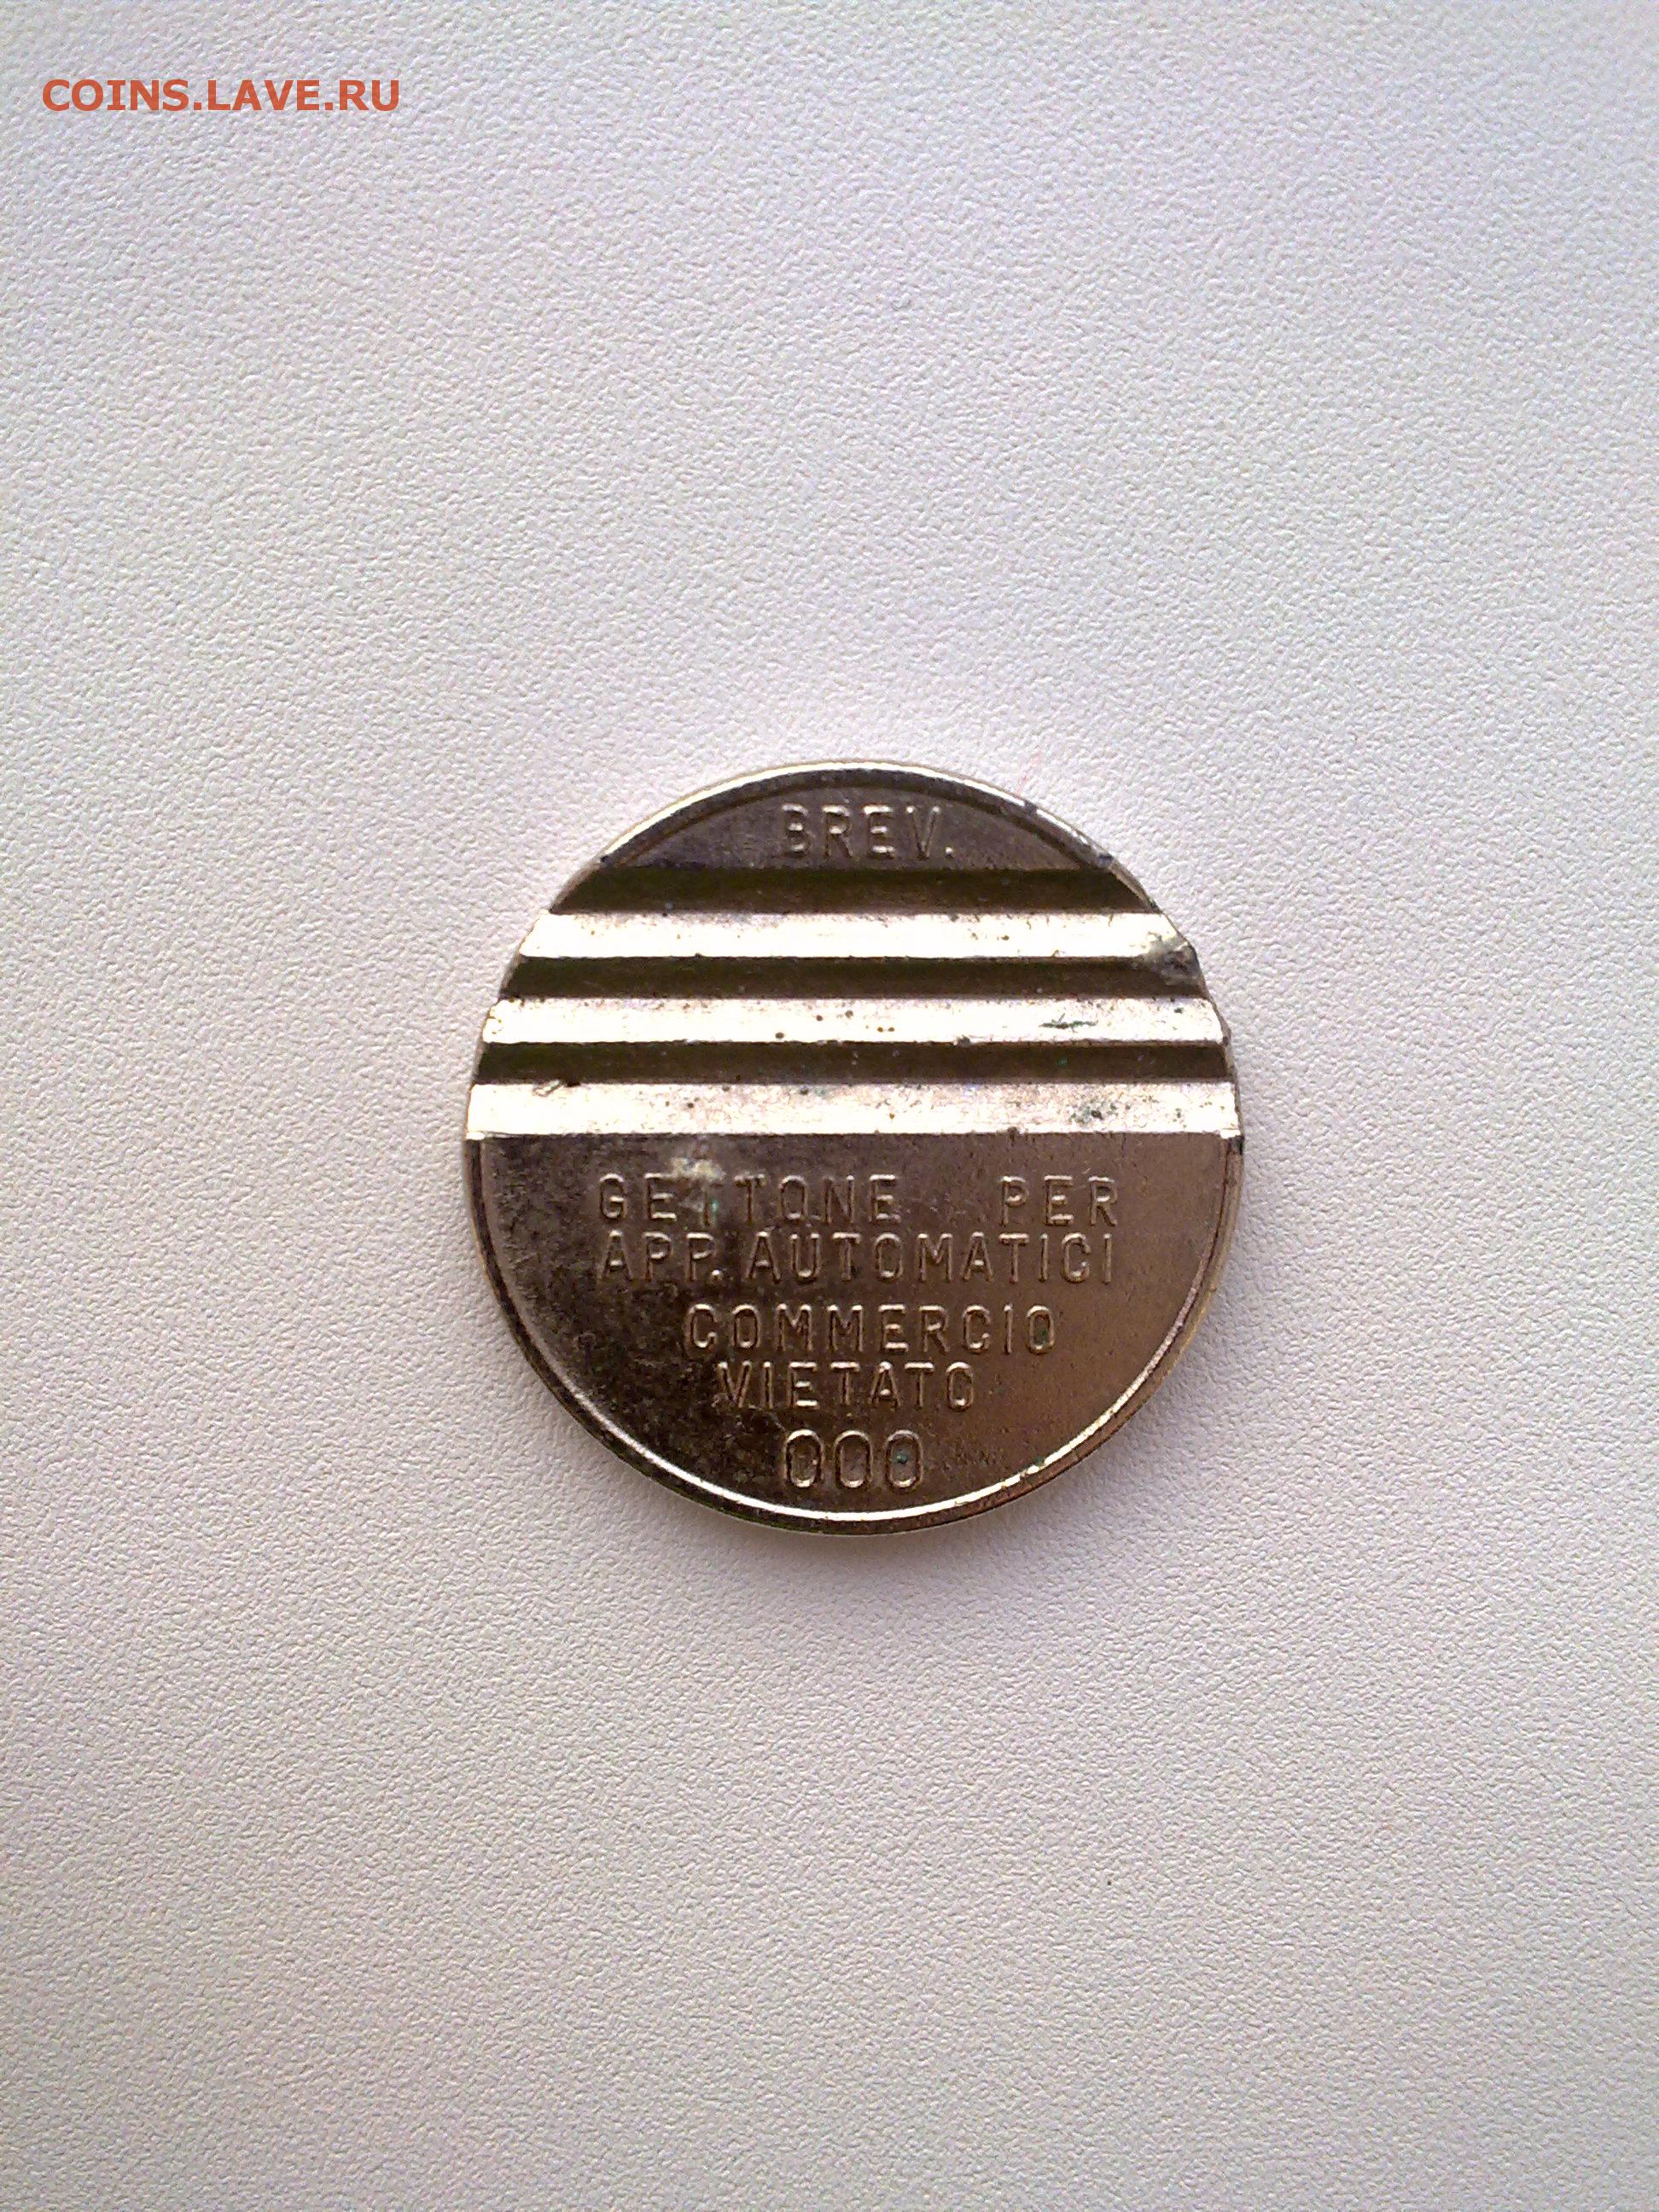 COINS.LAVE.RU
BREV.
GETTONE PER
APP. AUTOMATICI
COMMERCIO
VIETATO
000